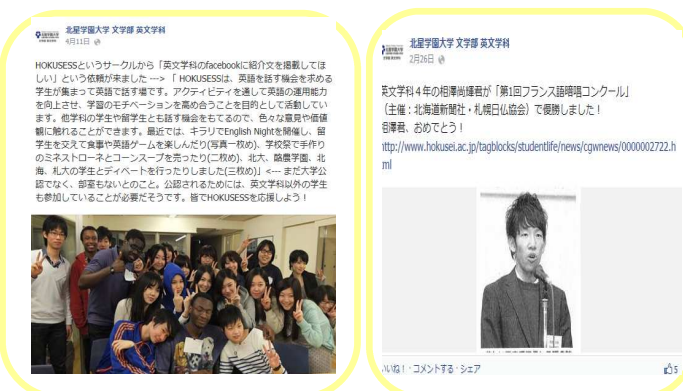 北星学園大学 文学部 英文学科
4月11日
HOKUSESSというサークルから「英文学科のfacebookに紹介文を掲載してほ
しい」という依頼が来ました ---> 「 HOKUSESSは、英語を話す機会を求める
学生が集まって英語で話す場です。アクティビティを通して英語の運用能力
を向上させ、学習のモチベーションを高め合うことを目的として活動してい
ます。他学科の学生や留学生とも話す機会をもてるので、色々な意見や価値
観に触れることができます。最近では、キラリでEnglish Nightを開催し、留
学生を交えて食事や英語ゲームを楽しんだり(写真一枚め)、学校祭で手作り
のミネストローネとコーンスープを売ったり(二枚め)、北大、酪農学園、北
海、札大の学生とディベートを行ったりしました(三枚め)」<--- まだ大学公
認でなく、部室もないとのこと。公認されるためには、英文学科以外の学生
も参加していることが必要だそうです。皆でHOKUSESSを応援しよう！
北星学園大学 文学部 英文学科
2月26日
英文学科４年の相澤尚輝君が「第1回フランス語暗唱コンクール」
（主催：北海道新聞社・札幌日仏協会）で優勝しました！
相澤君、おめでとう！
http://www.hokusei.ac.jp/tagblocks/studentlife/news/cgwnews/0000002722.h
ml
いいね！ · コメントする · シェア
5